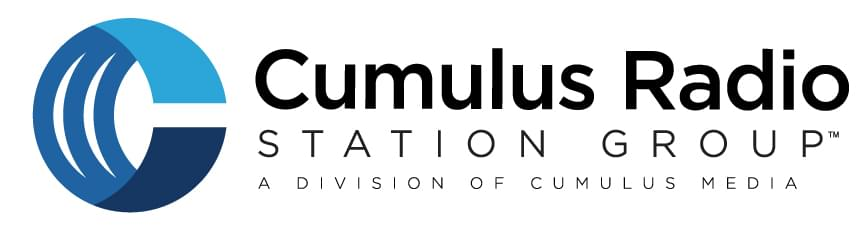 Cumulus Radio
STATION GROUP™
A DIVISION OF CUMULUS MEDIA